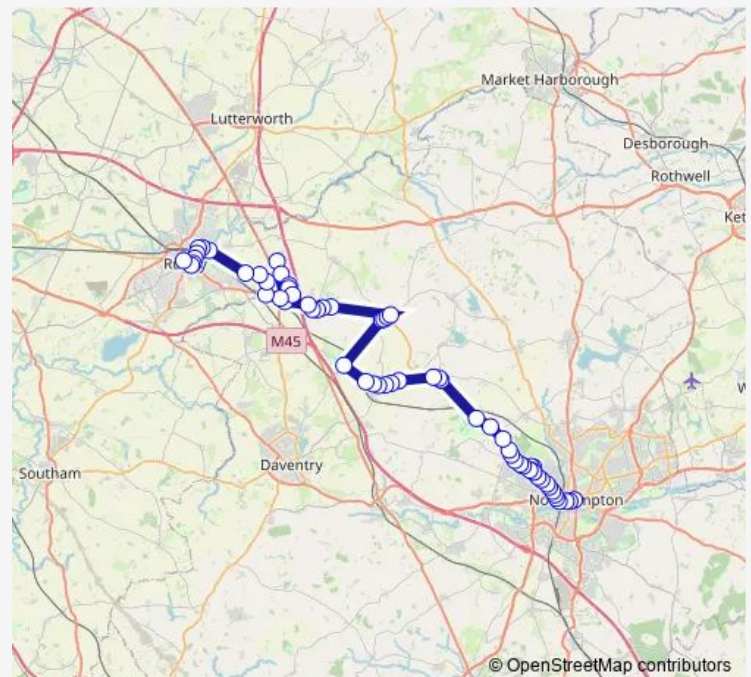 Market Harborough
Lutterworth
Desborough
Rothwell
Ket
M45
Daventry
Southam
© OpenStreetMap contributors